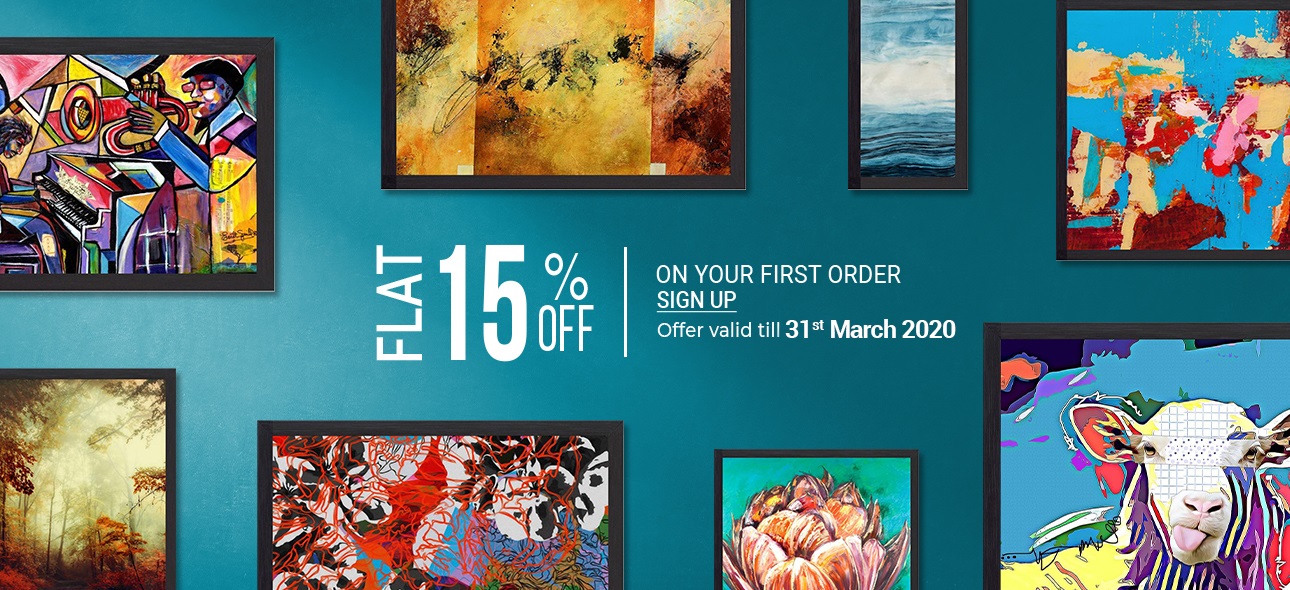 FLAT 15% OFF
ON YOUR FIRST ORDER
SIGN UP
Offer valid till 31st March 2020